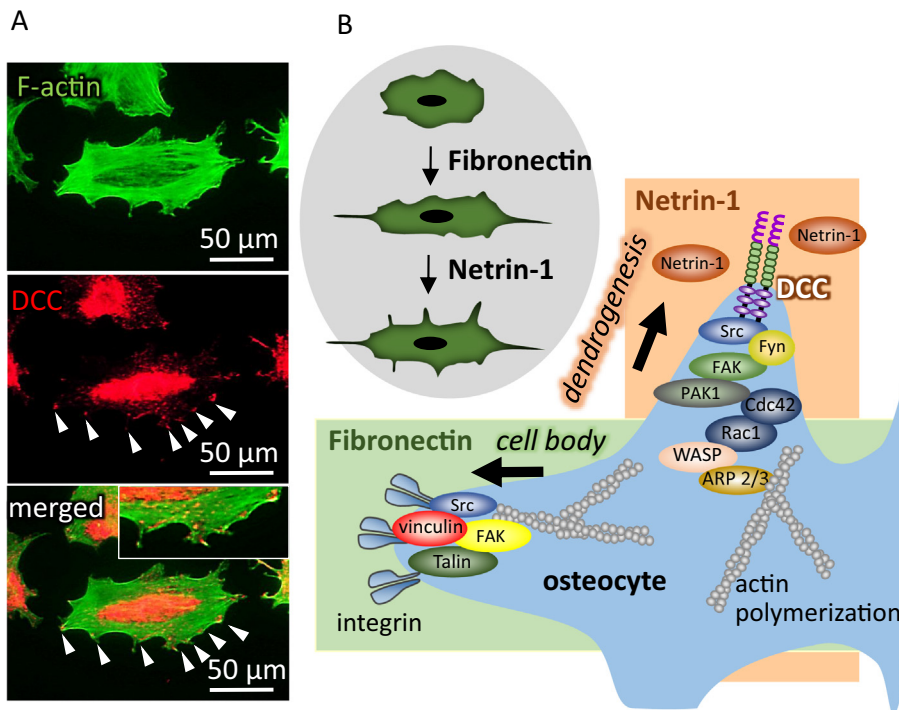 A
F-actin
50 µm
DCC
50 µm
merged
50 µm
B
Fibronectin
Netrin-1
Netrin-1
Netrin-1
Netrin-1
DCC
dendrogenesis
Src
Fyn
FAK
PAK1
Cdc42
Rac1
WASP
ARP 2/3
Fibronectin
cell body
Src
vinculin
FAK
Talin
integrin
osteocyte
actin
polymerization